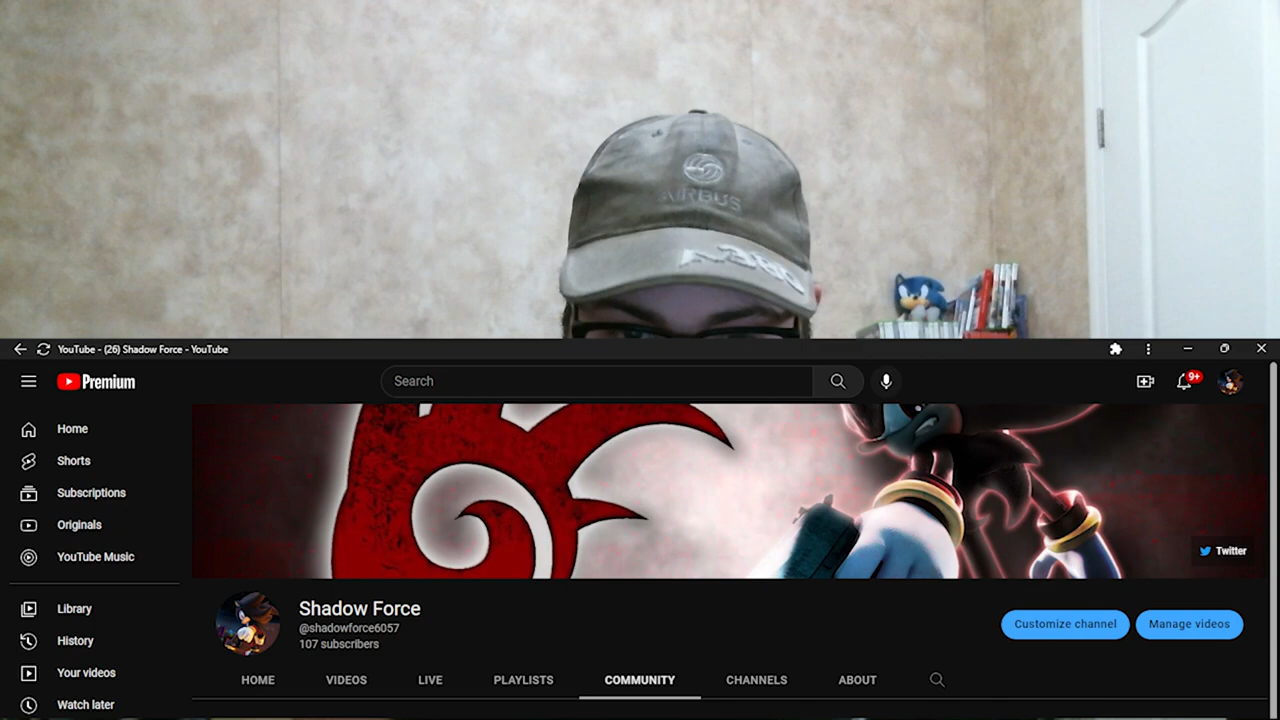 AIRBUS
A380
YouTube - (26) Shadow Force - YouTube
Premium
Search
9+
Home
Shorts
Subscriptions
Originals
YouTube Music
Twitter
Library
Shadow Force
@shadowforce6057
107 subscribers
Customize channel
Manage videos
History
Your videos
HOME
VIDEOS
LIVE
PLAYLISTS
COMMUNITY
CHANNELS
ABOUT
Watch later